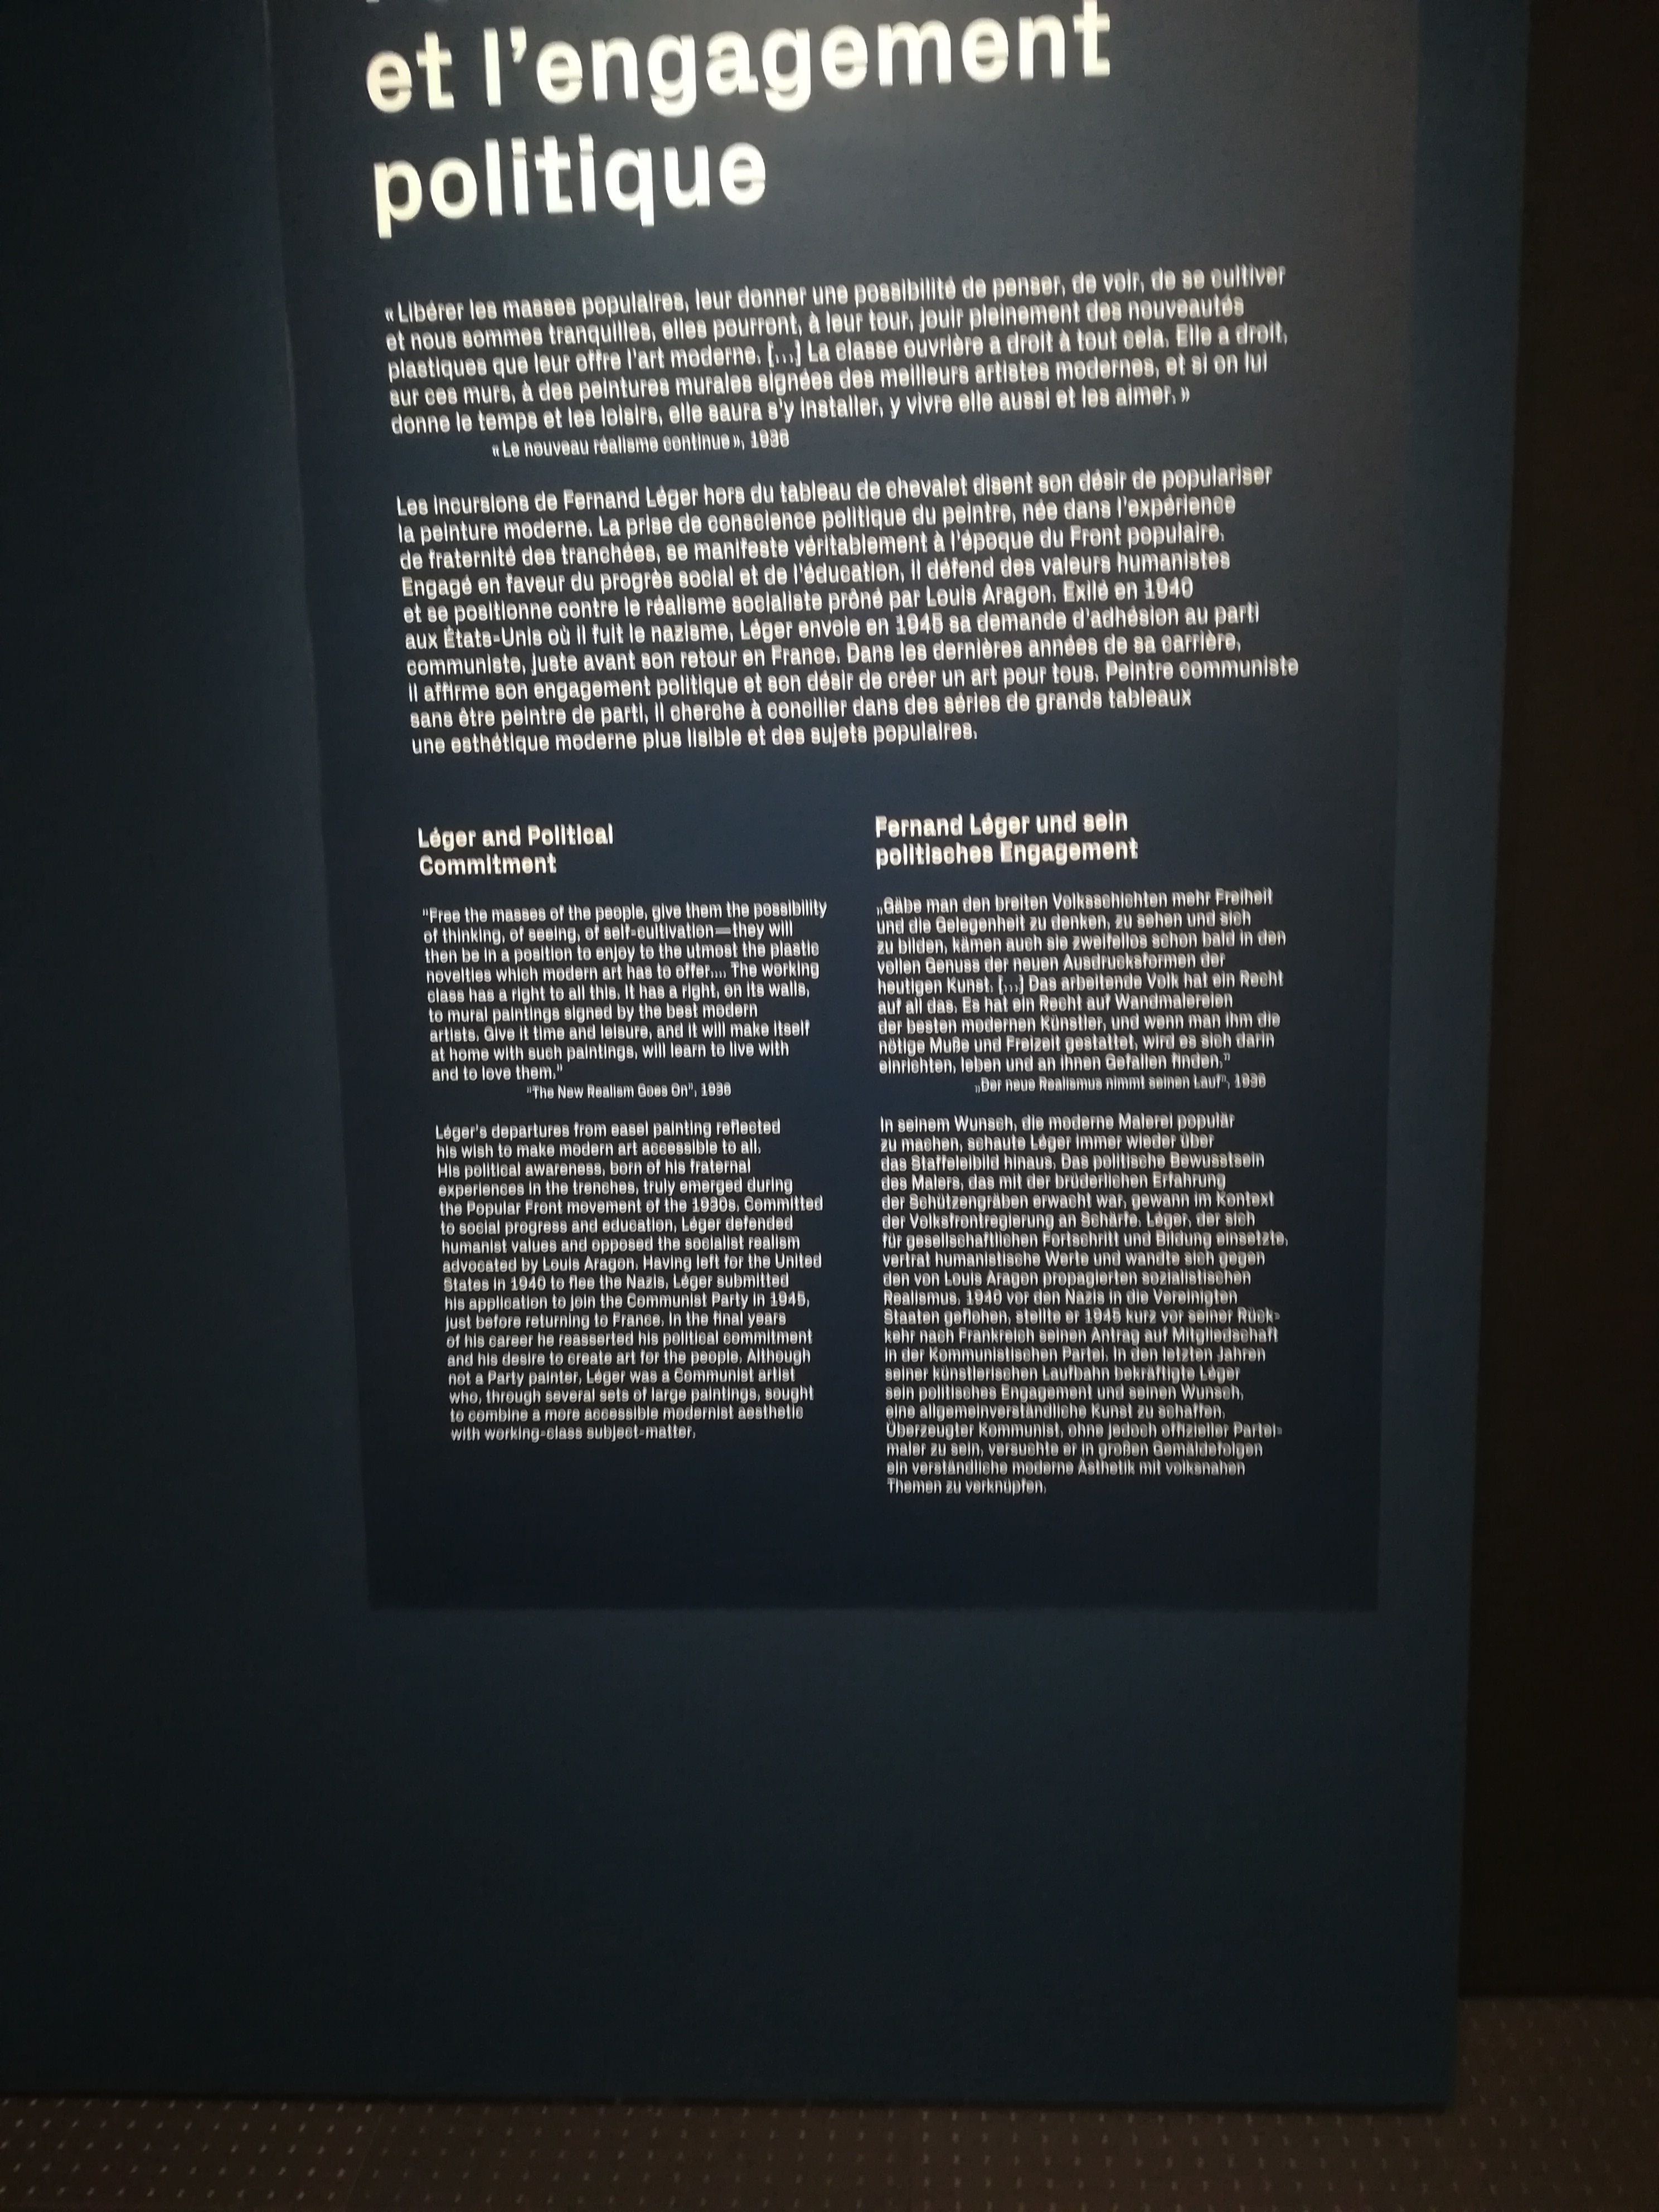 et l’engagement
politique
« Libérer les masses populaires, leur donner une possibilité de penser, de voir, de se cultiver
et nous sommes tranquilles, elles pourront, à leur tour, jouir pleinement des nouveautés
plastiques que leur offre l’art moderne. […] La classe ouvrière a droit à tout cela. Elle a droit,
sur ces murs, à des peintures murales signées des meilleurs artistes modernes, et si on lui
donne le temps et les loisirs, elle saura s’y installer, y vivre elle aussi et les aimer. »
« Le nouveau réalisme continue », 1936
Les incursions de Fernand Léger hors du tableau de chevalet disent son désir de populariser
la peinture moderne. La prise de conscience politique du peintre, née dans l’expérience
de fraternité des tranchées, se manifeste véritablement à l’époque du Front populaire.
Engagé en faveur du progrès social et de l’éducation, il défend des valeurs humanistes
et se positionne contre le réalisme socialiste prôné par Louis Aragon. Exilé en 1940
aux États-Unis où il fuit le nazisme, Léger envoie en 1945 sa demande d’adhésion au parti
communiste, juste avant son retour en France. Dans les dernières années de sa carrière,
il affirme son engagement politique et son désir de créer un art pour tous. Peintre communiste
sans être peintre de parti, il cherche à concilier dans des séries de grands tableaux
une esthétique moderne plus lisible et des sujets populaires.
Léger and Political
Commitment
“Free the masses of the people, give them the possibility
of thinking, of seeing, of self-cultivation—they will
then be in a position to enjoy to the utmost the plastic
novelties which modern art has to offer.... The working
class has a right to all this. It has a right, on its walls,
to mural paintings signed by the best modern
artists. Give it time and leisure, and it will make itself
at home with such paintings, will learn to live with
and to love them.”
“The New Realism Goes On”, 1936
Léger’s departures from easel painting reflected
his wish to make modern art accessible to all.
His political awareness, born of his fraternal
experiences in the trenches, truly emerged during
the Popular Front movement of the 1930s. Committed
to social progress and education, Léger defended
humanist values and opposed the socialist realism
advocated by Louis Aragon. Having left for the United
States in 1940 to flee the Nazis, Léger submitted
his application to join the Communist Party in 1945,
just before returning to France. In the final years
of his career he reasserted his political commitment
and his desire to create art for the people. Although
not a Party painter, Léger was a Communist artist
who, through several sets of large paintings, sought
to combine a more accessible modernist aesthetic
with working-class subject-matter.
Fernand Léger und sein
politisches Engagement
„Gäbe man den breiten Volksschichten mehr Freiheit
und die Gelegenheit zu denken, zu sehen und sich
zu bilden, kämen auch sie zweifellos schon bald in den
vollen Genuss der neuen Ausdrucksformen der
heutigen Kunst. […] Das arbeitende Volk hat ein Recht
auf all das. Es hat ein Recht auf Wandmalereien
der besten modernen Künstler, und wenn man ihm die
nötige Muße und Freizeit gestattet, wird es sich darin
einrichten, leben und an ihnen Gefallen finden.”
„Der neue Realismus nimmt seinen Lauf”, 1936
In seinem Wunsch, die moderne Malerei populär
zu machen, schaute Léger immer wieder über
das Staffeleibild hinaus. Das politische Bewusstsein
des Malers, das mit der brüderlichen Erfahrung
der Schützengräben erwacht war, gewann im Kontext
der Volksfrontregierung an Schärfe. Léger, der sich
für gesellschaftlichen Fortschritt und Bildung einsetzte,
vertrat humanistische Werte und wandte sich gegen
den von Louis Aragon propagierten sozialistischen
Realismus. 1940 vor den Nazis in die Vereinigten
Staaten geflohen, stellte er 1945 kurz vor seiner Rück-
kehr nach Frankreich seinen Antrag auf Mitgliedschaft
in der Kommunistischen Partei. In den letzten Jahren
seiner künstlerischen Laufbahn bekräftigte Léger
sein politisches Engagement und seinen Wunsch,
eine allgemeinverständliche Kunst zu schaffen.
Überzeugter Kommunist, ohne jedoch offizieller Partei-
maler zu sein, versuchte er in großen Gemäldefolgen
ein verständliche moderne Ästhetik mit volksnahen
Themen zu verknüpfen.